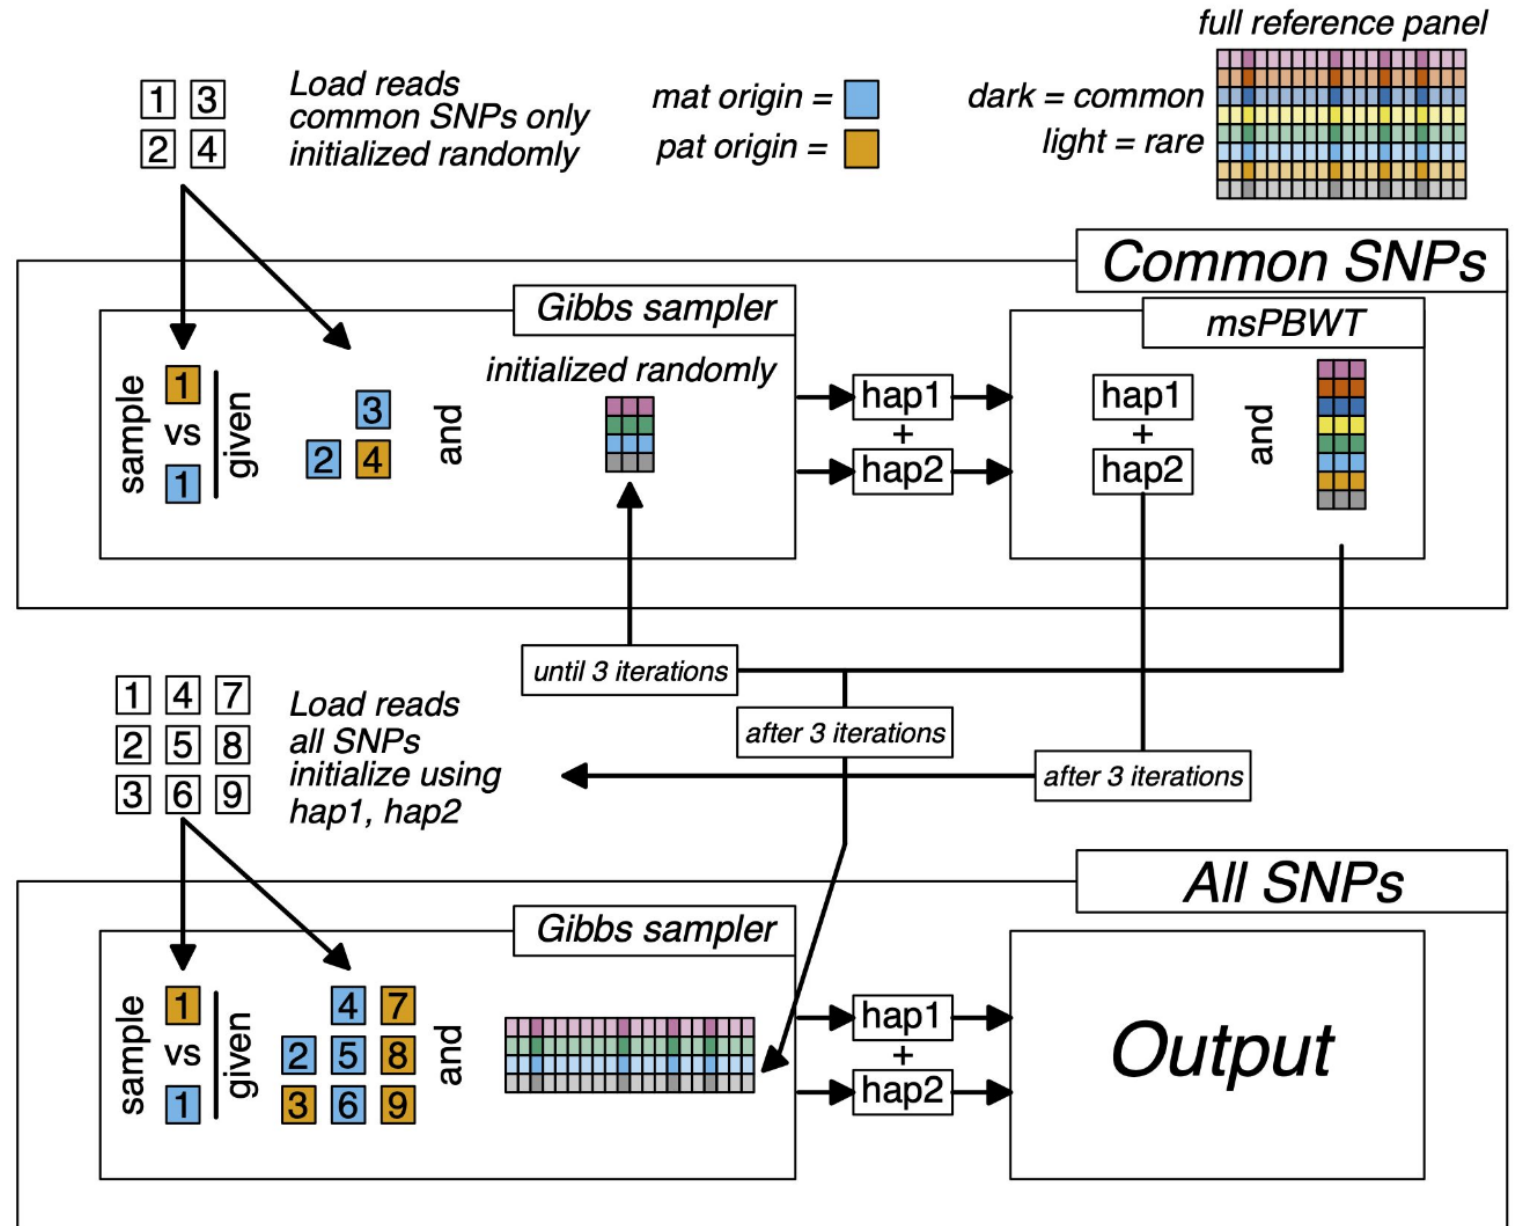 full reference panel
1 3
2 4
Load reads
common SNPs only
initialized randomly
mat origin =
pat origin =
dark = common
light = rare
Common SNPs
Gibbs sampler
msPBWT
sample
1
vs
1
given
3
2 4
and
initialized randomly
hap1
+
hap2
hap1
+
hap2
and
until 3 iterations
after 3 iterations
after 3 iterations
1 4 7
2 5 8
3 6 9
Load reads
all SNPs
initialize using
hap1, hap2
All SNPs
Gibbs sampler
sample
1
vs
1
given
4 7
2 5 8
3 6 9
and
hap1
+
hap2
Output